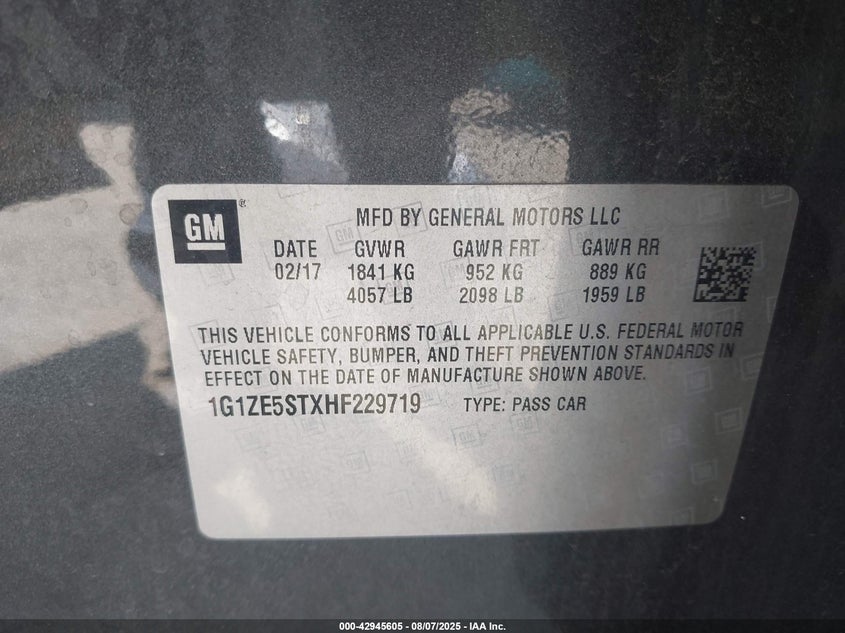 GM ®
MFD BY GENERAL MOTORS LLC
DATE GVWR GAWR FRT GAWR RR
02/17 1841 KG 952 KG 889 KG
4057 LB 2098 LB 1959 LB
THIS VEHICLE CONFORMS TO ALL APPLICABLE U.S. FEDERAL MOTOR
VEHICLE SAFETY, BUMPER, AND THEFT PREVENTION STANDARDS IN
EFFECT ON THE DATE OF MANUFACTURE SHOWN ABOVE.
1G1ZE5STXHF229719 TYPE: PASS CAR
000-42945605 - 08/07/2025 - IAA Inc.